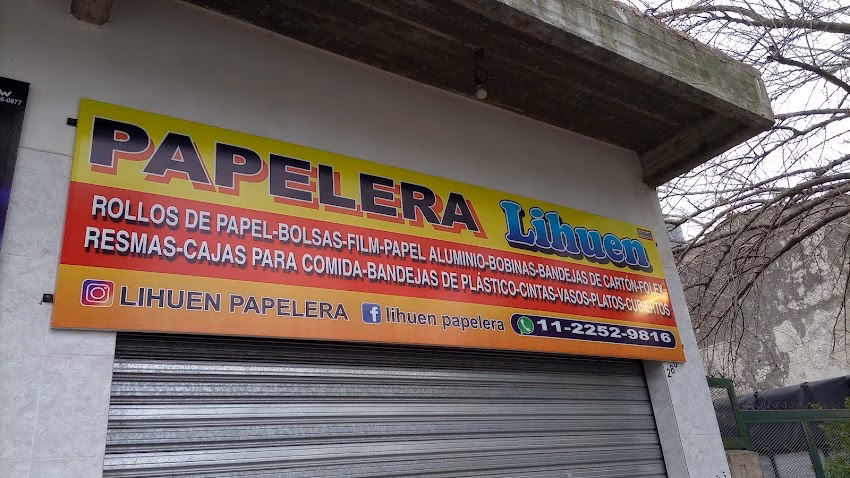 PAPELERA Lihuen
ROLLOS DE PAPEL-BOLSAS-FILM-PAPEL ALUMINIO-BOBINAS-BANDEJAS DE CARTÓN-FOLEX-
RESMAS-CAJAS PARA COMIDA-BANDEJAS DE PLÁSTICO-CINTAS-VASOS-PLATOS-CUBIERTOS
LIHUEN PAPELERA lihuen papelera 11-2252-9816